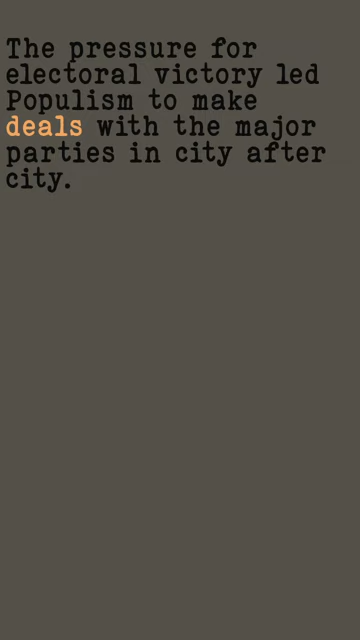 The pressure for
electoral victory led
Populism to make
deals with the major
parties in city after
city.